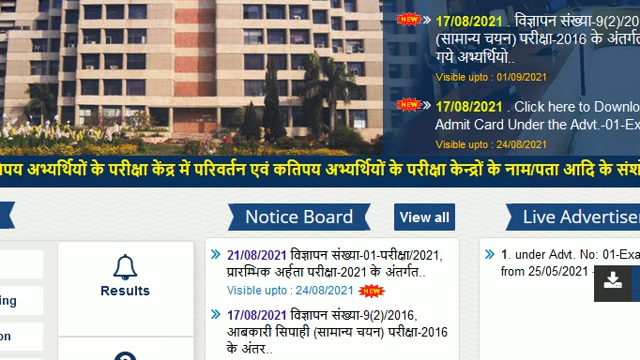 17/08/2021 . विज्ञापन संख्या-9(2)/20
(सामान्य चयन) परीक्षा-2016 के अंतर्गत
गये अभ्यर्थियो..
Visible upto : 01/09/2021
NEW
17/08/2021 . Click here to Downlo
Admit Card Under the Advt.-01-Ex
Visible upto : 24/08/2021
NEW
अभ्यर्थियों के परीक्षा केंद्र में परिवर्तन एवं कतिपय अभ्यर्थियों के परीक्षा केन्द्रों के नाम/पता आदि के संश
Notice Board
View all
Live Advertise
21/08/2021 विज्ञापन संख्या-01-परीक्षा/2021,
प्रारम्भिक अर्हता परीक्षा-2021 के अंतर्गत..
Visible upto : 24/08/2021 NEW
17/08/2021 विज्ञापन संख्या-9(2)/2016,
आबकारी सिपाही (सामान्य चयन) परीक्षा-2016
के अंतर..
Results
ng
on
1. under Advt. No: 01-Exa
from 25/05/2021